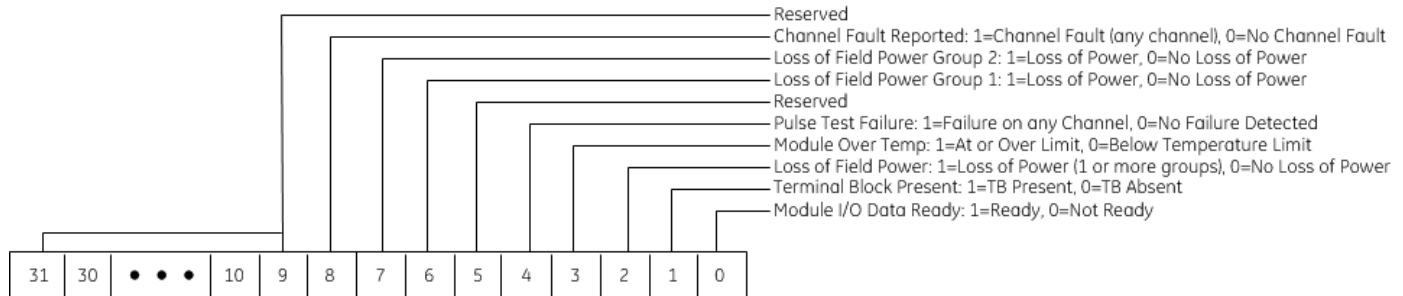 Reserved
Channel Fault Reported: 1=Channel Fault (any channel), 0=No Channel Fault
Loss of Field Power Group 2: 1=Loss of Power, 0=No Loss of Power
Loss of Field Power Group 1: 1=Loss of Power, 0=No Loss of Power
Reserved
Pulse Test Failure: 1=Failure on any Channel, 0=No Failure Detected
Module Over Temp: 1=At or Over Limit, 0=Below Temperature Limit
Loss of Field Power: 1=Loss of Power (1 or more groups), 0=No Loss of Power
Terminal Block Present: 1=TB Present, 0=TB Absent
Module I/O Data Ready: 1=Ready, 0=Not Ready
31 30 • • • 10 9 8 7 6 5 4 3 2 1 0